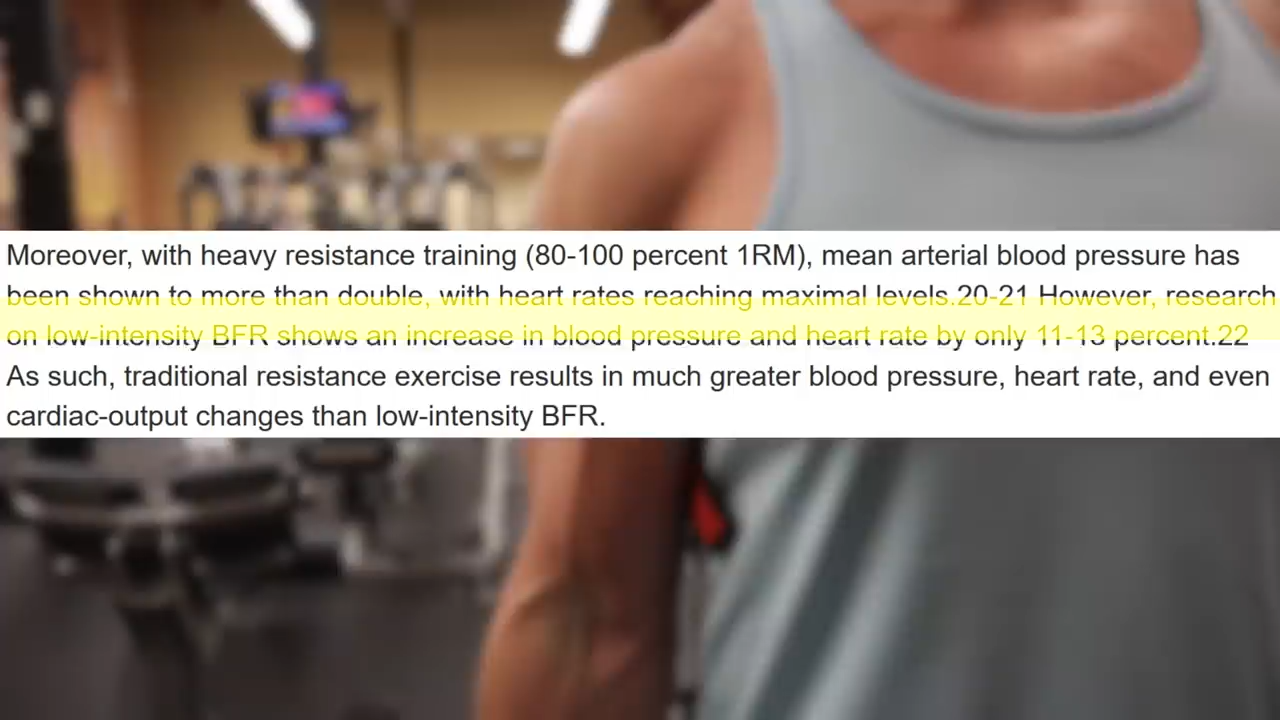 Moreover, with heavy resistance training (80-100 percent 1RM), mean arterial blood pressure has
been shown to more than double, with heart rates reaching maximal levels.20-21 However, research
on low-intensity BFR shows an increase in blood pressure and heart rate by only 11-13 percent.22
As such, traditional resistance exercise results in much greater blood pressure, heart rate, and even
cardiac-output changes than low-intensity BFR.